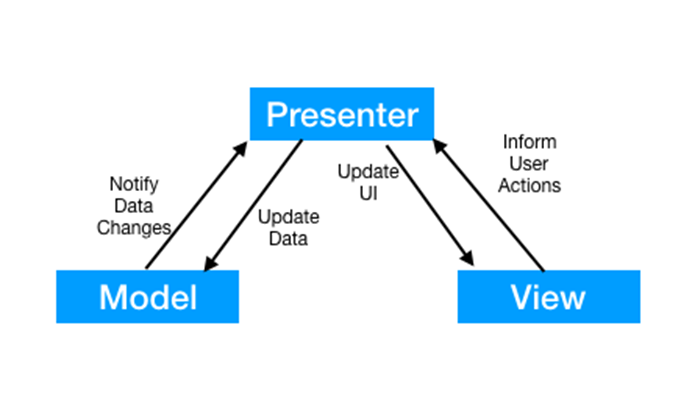 Presenter
Inform
User
Actions
Update
UI
Notify
Data
Changes
Update
Data
Model
View